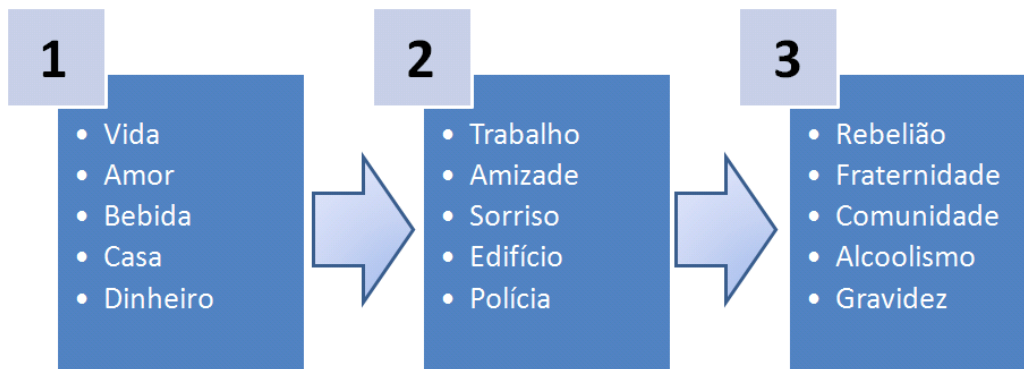 1
• Vida
• Amor
• Bebida
• Casa
• Dinheiro
2
• Trabalho
• Amizade
• Sorriso
• Edifício
• Polícia
3
• Rebelião
• Fraternidade
• Comunidade
• Alcoolismo
• Gravidez